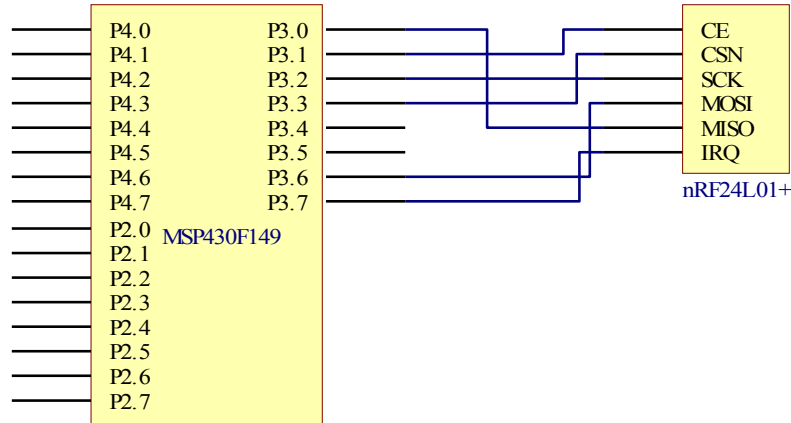 P4.0 P3.0 CE
P4.1 P3.1 CSN
P4.2 P3.2 SCK
P4.3 P3.3 MOSI
P4.4 P3.4 MISO
P4.5 P3.5 IRQ
P4.6 P3.6
P4.7 P3.7
nRF24L01+
P2.0
MSP430F149
P2.1
P2.2
P2.3
P2.4
P2.5
P2.6
P2.7